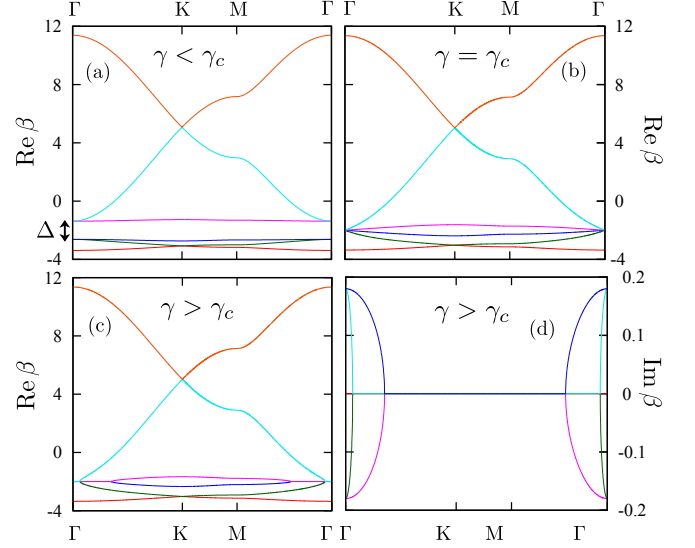 Γ K M Γ K M Γ
12 12
γ < γc γ = γc
(a) (b)
8 8
Re β Re β
4 4
0 0
Δ
-4 -4
12 0.2
γ > γc γ > γc
(c) (d)
8 0.1
Re β Im β
4 0
0 -0.1
-4 -0.2
Γ K M Γ K M Γ